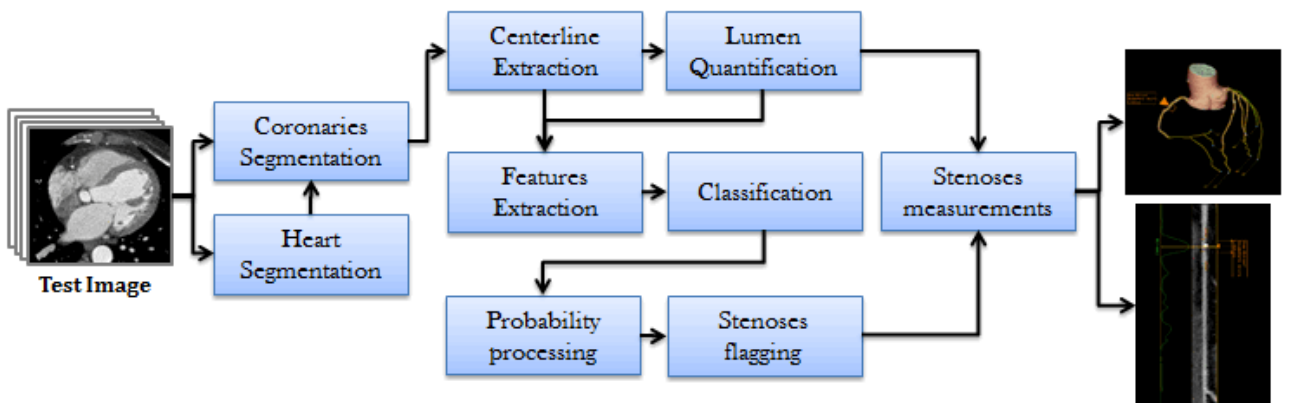 Centerline
Extraction
Lumen
Quantification
Coronaries
Segmentation
Features
Extraction
Classification
Stenoses
measurements
Heart
Segmentation
Test Image
Probability
processing
Stenoses
flagging